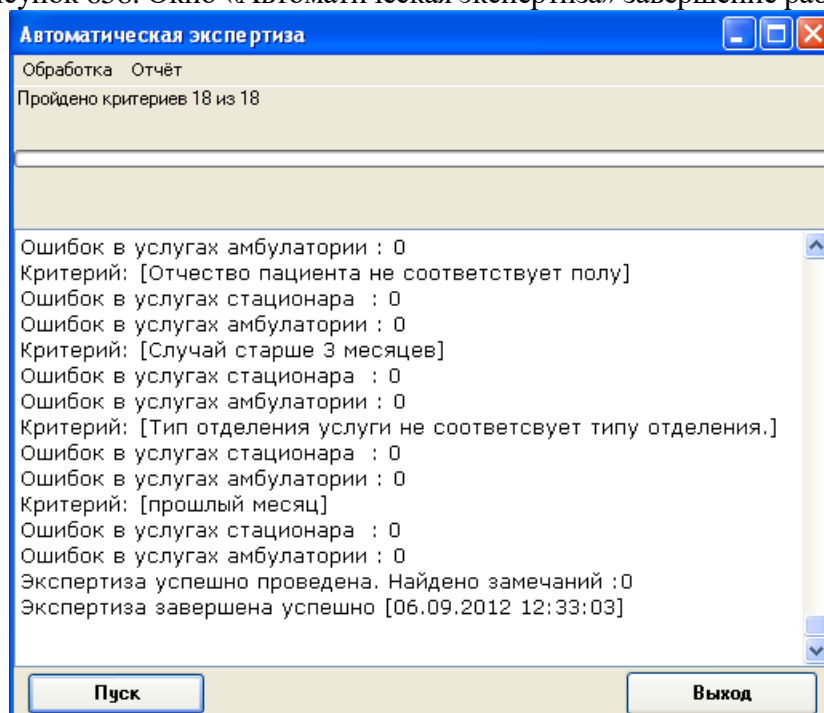 Окно «Автоматическая экспертиза» завершение
Автоматическая экспертиза
Обработка Отчёт
Пройдено критериев 18 из 18
Ошибок в услугах амбулатории : 0
Критерий: [Отчество пациента не соответствует полу]
Ошибок в услугах стационара : 0
Ошибок в услугах амбулатории : 0
Критерий: [Случай старше 3 месяцев]
Ошибок в услугах стационара : 0
Ошибок в услугах амбулатории : 0
Критерий: [Тип отделения услуги не соответсвует типу отделения.]
Ошибок в услугах стационара : 0
Ошибок в услугах амбулатории : 0
Критерий: [прошлый месяц]
Ошибок в услугах стационара : 0
Ошибок в услугах амбулатории : 0
Экспертиза успешно проведена. Найдено замечаний :0
Экспертиза завершена успешно [06.09.2012 12:33:03]
Пуск Выход